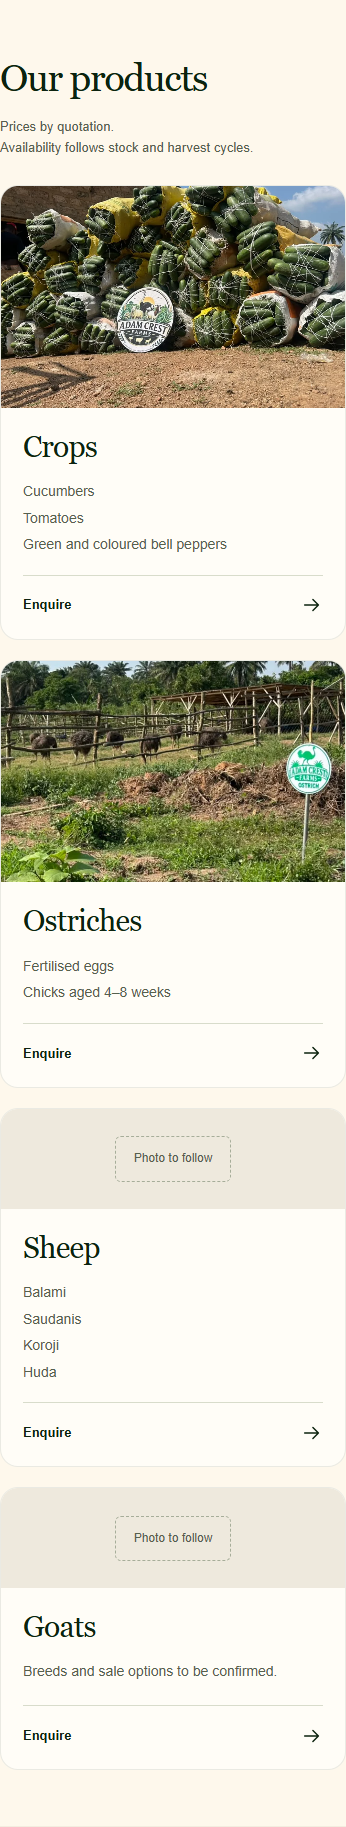 Our products
Prices by quotation.
Availability follows stock and harvest cycles.
ADAM CREST
FARMS
Crops
Cucumbers
Tomatoes
Green and coloured bell peppers
Enquire
ADAM CREST
FARMS
OSTRICH
Ostriches
Fertilised eggs
Chicks aged 4–8 weeks
Enquire
Photo to follow
Sheep
Balami
Saudanis
Koroji
Huda
Enquire
Photo to follow
Goats
Breeds and sale options to be confirmed.
Enquire